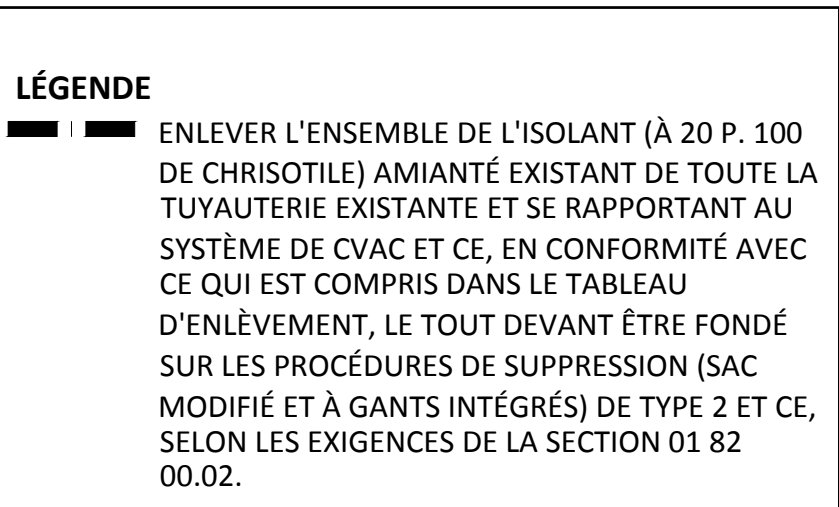 LÉGENDE
ENLEVER L'ENSEMBLE DE L'ISOLANT (À 20 P. 100
DE CHRISOTILE) AMIANTÉ EXISTANT DE TOUTE LA
TUYAUTERIE EXISTANTE ET SE RAPPORTANT AU
SYSTÈME DE CVAC ET CE, EN CONFORMITÉ AVEC
CE QUI EST COMPRIS DANS LE TABLEAU
D'ENLÈVEMENT, LE TOUT DEVANT ÊTRE FONDÉ
SUR LES PROCÉDURES DE SUPPRESSION (SAC
MODIFIÉ ET À GANTS INTÉGRÉS) DE TYPE 2 ET CE,
SELON LES EXIGENCES DE LA SECTION 01 82
00.02.